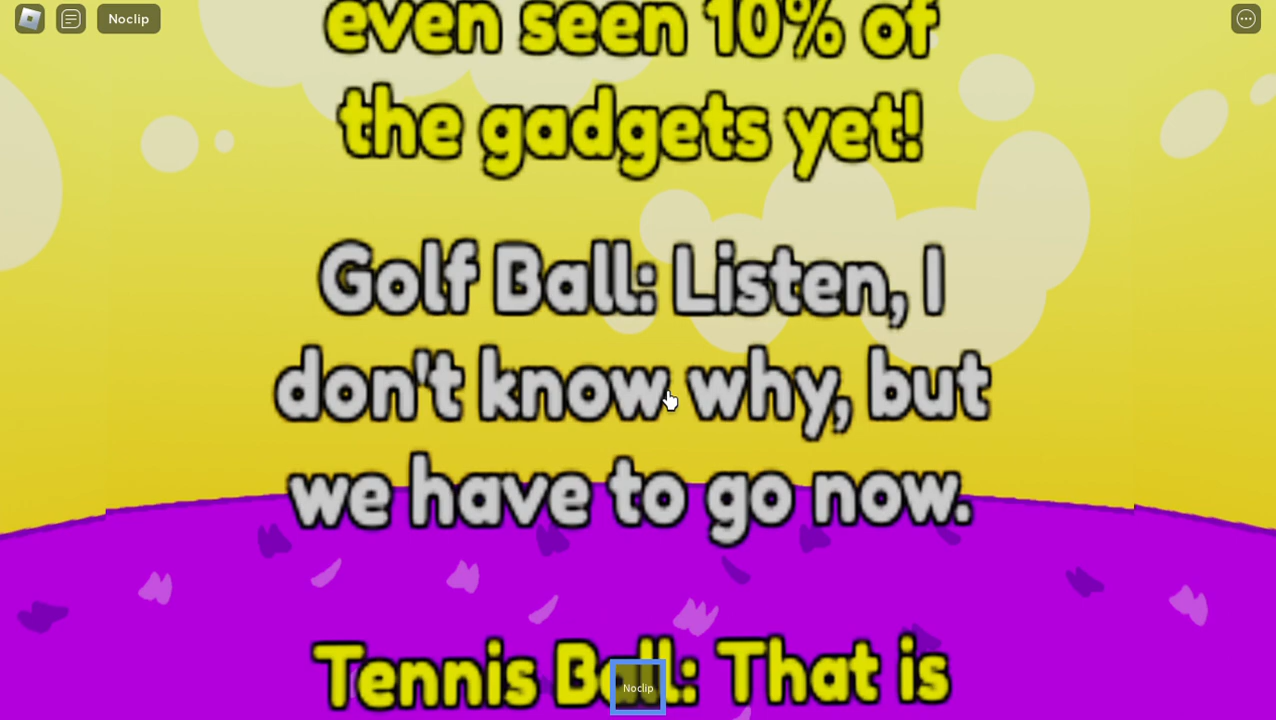 Noclip
even seen 10% of
the gadgets yet!
Golf Ball: Listen, I
don't know why, but
we have to go now.
Tennis Ball: That is
Noclip